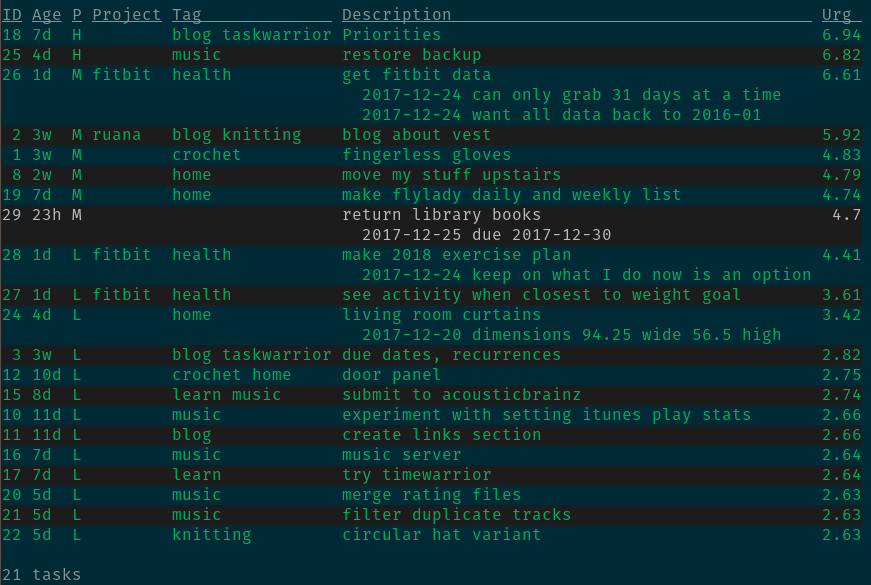 ID Age P Project Tag Description Urg
18 7d H blog taskwarrior Priorities 6.94
25 4d H music restore backup 6.82
26 1d M fitbit health get fitbit data 6.61
2017-12-24 can only grab 31 days at a time
2017-12-24 want all data back to 2016-01
2 3w M ruana blog knitting blog about vest 5.92
1 3w M crochet fingerless gloves 4.83
8 2w M home move my stuff upstairs 4.79
19 7d M home make flylady daily and weekly list 4.74
29 23h M return library books 4.7
2017-12-25 due 2017-12-30
28 1d L fitbit health make 2018 exercise plan 4.41
2017-12-24 keep on what I do now is an option
27 1d L fitbit health see activity when closest to weight goal 3.61
24 4d L home living room curtains 3.42
2017-12-20 dimensions 94.25 wide 56.5 high
3 3w L blog taskwarrior due dates, recurrences 2.82
12 10d L crochet home door panel 2.75
15 8d L learn music submit to acousticbrainz 2.74
10 11d L music experiment with setting itunes play stats 2.66
11 11d L blog create links section 2.66
16 7d L music music server 2.64
17 7d L learn try timewarrior 2.64
20 5d L music merge rating files 2.63
21 5d L music filter duplicate tracks 2.63
22 5d L knitting circular hat variant 2.63
21 tasks